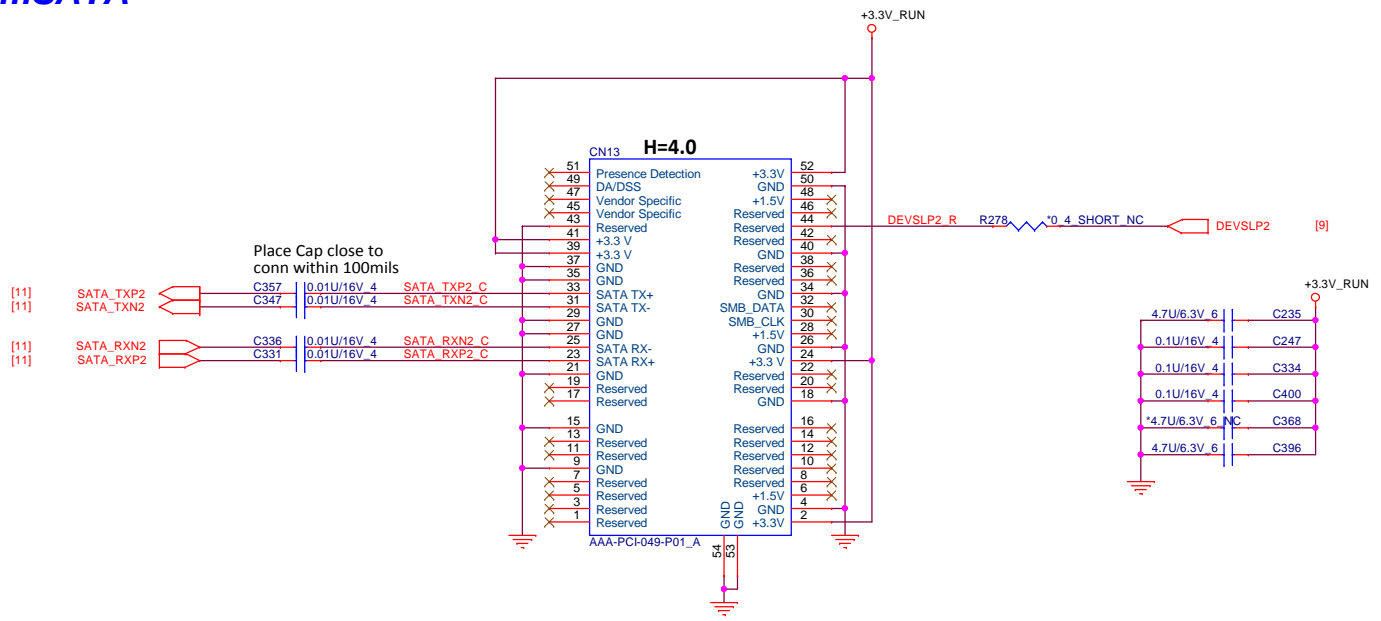 +3.3V_RUN
CN13 H=4.0
51 Presence Detection +3.3V 52
49 DA/DSS GND 50
47 Vendor Specific +1.5V 48
45 Vendor Specific Reserved 46
43 Reserved Reserved 44 DEVSLP2_R R278 *0_4_SHORT_NC DEVSLP2 [9]
41 +3.3 V Reserved 42
39 +3.3 V GND 40
Place Cap close to
conn within 100mils
37 GND Reserved 38
35 GND Reserved 36
[11] SATA_TXP2 C357 0.01U/16V_4 SATA_TXP2_C 33 SATA TX+ GND 34
[11] SATA_TXN2 C347 0.01U/16V_4 SATA_TXN2_C 31 SATA TX- SMB_DATA 32
29 GND SMB_CLK 30
27 GND +1.5V 28
[11] SATA_RXN2 C336 0.01U/16V_4 SATA_RXN2_C 25 SATA RX- GND 26
[11] SATA_RXP2 C331 0.01U/16V_4 SATA_RXP2_C 23 SATA RX+ +3.3 V 24
21 GND Reserved 22
19 Reserved Reserved 20
17 Reserved GND 18
15 GND Reserved 16
13 Reserved Reserved 14
11 Reserved Reserved 12
9 GND Reserved 10
7 Reserved Reserved 8
5 Reserved +1.5V 6
3 Reserved GND 4
1 Reserved +3.3V 2
GND GND
AAA-PCI-049-P01_A
54 53
+3.3V_RUN
4.7U/6.3V_6 C235
0.1U/16V_4 C247
0.1U/16V_4 C334
0.1U/16V_4 C400
*4.7U/6.3V_6_NC C368
4.7U/6.3V_6 C396